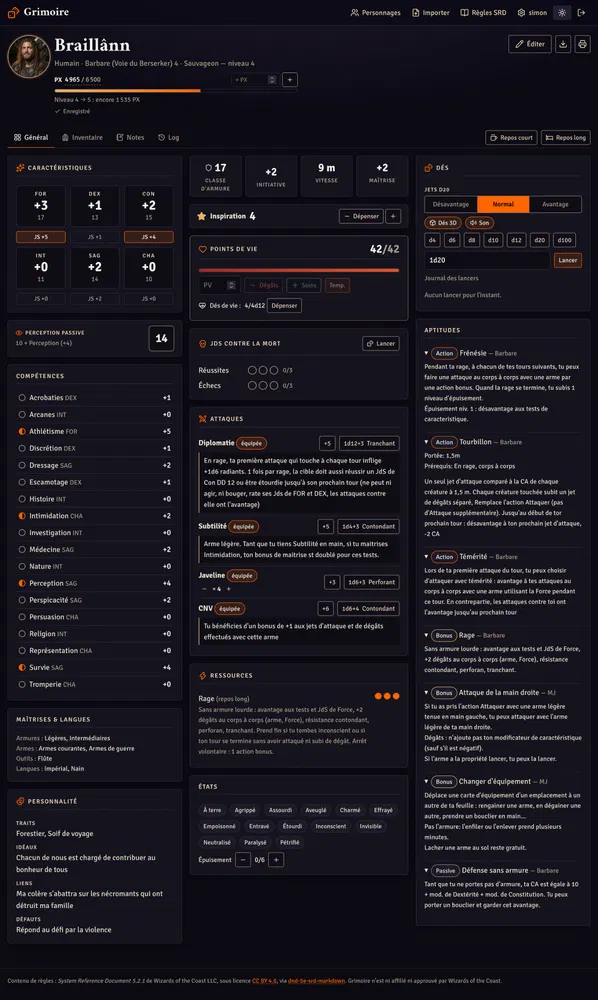 Grimoire
Personnages
Importer
Règles SRD
simon
Braillânn
Humain · Barbare (Voie du Berserker) 4 · Sauvageon — niveau 4
Éditer
PX 4 965 / 6 500
+ PX
+
Niveau 4 → 5 : encore 1 535 PX
✓ Enregistré
Général
Inventaire
Notes
Log
Repos court
Repos long
CARACTÉRISTIQUES
FOR
+3
17
DEX
+1
13
CON
+2
15
JS +5
JS +1
JS +4
INT
+0
11
SAG
+2
14
CHA
+0
10
JS +0
JS +2
JS +0
PERCEPTION PASSIVE
10 + Perception (+4)
14
COMPÉTENCES
Acrobaties DEX +1
Arcanes INT +0
Athlétisme FOR +5
Discrétion DEX +1
Dressage SAG +2
Escamotage DEX +1
Histoire INT +0
Intimidation CHA +2
Investigation INT +0
Médecine SAG +2
Nature INT +0
Perception SAG +4
Perspicacité SAG +2
Persuasion CHA +0
Religion INT +0
Représentation CHA +0
Survie SAG +4
Tromperie CHA +0
MAÎTRISES & LANGUES
Armures : Légères, Intermédiaires
Armes : Armes courantes, Armes de guerre
Outils : Flûte
Langues : Impérial, Nain
PERSONNALITÉ
TRAITS
Forestier, Soif de voyage
IDÉAUX
Chacun de nous est chargé de contribuer au
bonheur de tous
LIENS
Ma colère s'abattra sur les nécromants qui ont
détruit ma famille
DÉFAUTS
Répond au défi par la violence
17
CLASSE
D'ARMURE
+2
INITIATIVE
9 m
VITESSE
+2
MAÎTRISE
Inspiration 4
− Dépenser
+
POINTS DE VIE
42/42
PV
− Dégâts
+ Soins
Temp.
Dés de vie : 4/4d12
Dépenser
JDS CONTRE LA MORT
Lancer
Réussites 0/3
Échecs 0/3
ATTAQUES
Diplomatie équipée +5 1d12+3 Tranchant
En rage, ta première attaque qui touche à chaque tour inflige
+1d6 radiants. 1 fois par rage, la cible doit aussi réussir un JdS de
Con DD 12 ou être étourdie jusqu'à son prochain tour (ne peut ni
agir, ni bouger, rate ses Jds de FOR et DEX, les attaques contre
elle ont l'avantage)
Subtilité équipée +5 1d4+3 Contondant
Arme légère. Tant que tu tiens Subtilité en main, si tu maitrises
Intimidation, ton bonus de maitrise st doublé pour ces tests.
Javeline équipée +3 1d6+3 Perforant
− ×4 +
CNV équipée +6 1d6+4 Contondant
Tu bénéficies d'un bonus de +1 aux jets d'attaque et de dégâts
effectués avec cette arme
RESSOURCES
Rage (repos long)
Sans armure lourde : avantage aux tests et JdS de Force, +2
dégâts au corps à corps (arme, Force), résistance contondant,
perforant, tranchant. Prend fin si tu tombes inconscient ou si
ton tour se termine sans avoir attaqué ni subi de dégât. Arrêt
volontaire : 1 action bonus.
ÉTATS
À terre
Agrippé
Assourdi
Aveuglé
Charmé
Effrayé
Empoisonné
Entravé
Étourdi
Inconscient
Invisible
Neutralisé
Paralysé
Pétrifié
Épuisement − 0/6 +
DÉS
JETS D20
Désavantage
Normal
Avantage
Dés 3D
Son
d4
d6
d8
d10
d12
d20
d100
1d20
Lancer
Journal des lancers
Aucun lancer pour l'instant.
APTITUDES
Action Frénésie — Barbare
Pendant ta rage, à chacun de tes tours suivants, tu peux
faire une attaque au corps à corps avec une arme par
une action bonus. Quand la rage se termine, tu subis 1
niveau d'épuisement.
Épuisement niv. 1 : désavantage aux tests de
caracteristique.
Action Tourbillon — Barbare
Portée: 1,5m
Prérequis: En rage, corps à corps
Un seul jet d'attaque comparé à la CA de chaque
créature à 1,5 m. Chaque créature touchée subit un jet
de dégâts séparé, Remplace l'action Attaquer (Pas
d'Attaque supplémentaire). Jusqu'au début de ton
prochain tour : désavantage à ton prochain jet d'attaque,
-2 CA
Action Témérité — Barbare
Lors de ta première attaque du tour, tu peux choisir
d'attaquer avec témérité : avantage à tes attaques au
corps à corps avec une arme utilisant la Force pendant
ce tour. En contrepartie, les attaques contre toi ont
l'avantage jusqu'au prochain tour
Bonus Rage — Barbare
Sans armure lourde : avantage aux tests et JdS de Force,
+2 dégâts au corps à corps (arme, Force), résistance
contondant, perforant, tranchant.
Bonus Attaque de la main droite — MJ
Si tu as pris l'action Attaquer avec une arme légère
tenue en main gauche, tu peux attaquer avec l'arme
légère de ta main droite.
Dégâts : n'ajoute pas ton modificateur de caractéristique
(sauf s'il est négatif).
Si l'arme a la propriété lancer, tu peux la lancer.
Bonus Changer d'équipement — MJ
Déplace une carte d'équipement d'un emplacement à un
autre de ta feuille : rengainer une arme, en dégainer une
autre, prendre un bouclier en main...
Pas l'armure: l'enfiler ou l'enlever prend plusieurs
minutes.
Lacher une arme au sol reste gratuit.
Passive Défense sans armure — Barbare
Tant que tu ne portes pas d'armure, ta CA est égale à 10
+ mod. de Dextérité + mod. de Constitution. Tu peux
porter un bouclier et garder cet avantage.
Contenu de règles : System Reference Document 5.2.1 de Wizards of the Coast LLC, sous licence CC BY 4.0, via dnd-5e-srd-markdown. Grimoire n'est ni affilié ni approuvé par Wizards of the Coast.